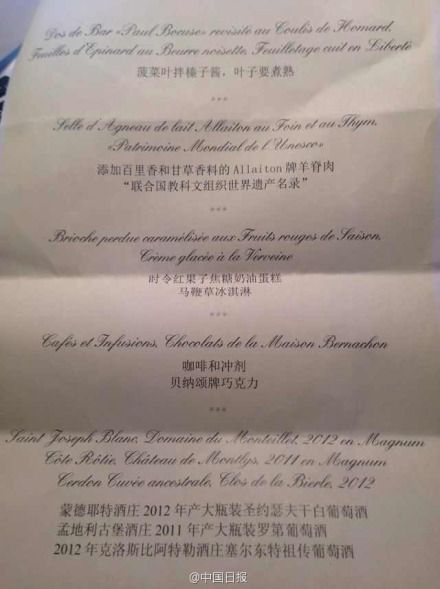 Dos de Bar «Paul Bocuse» revisité au Coulis de Homard,
Feuilles d'Epinard au Beurre noisette, Feuilletage cuit en Liberté
菠菜叶拌榛子酱，叶子要煮熟
***
Selle d'Agneau de lait Allaiton au Foin et au Thym,
«Patrimoine Mondial de l'Unesco»
添加百里香和甘草香料的Allaiton牌羊脊肉
“联合国教科文组织世界遗产名录”
***
Brioche perdue caramélisée aux Fruits rouges de Saison,
Crème glacée à la Verveine
时令红果子焦糖奶油蛋糕
马鞭草冰淇淋
***
Cafés et Infusions, Chocolats de la Maison Bernachon
咖啡和冲剂
贝纳颂牌巧克力
***
Saint Joseph Blanc, Domaine du Monteillet, 2012 en Magnum
Côte Rôtie, Château de Montlys, 2011 en Magnum
Cerdon Cuvée ancestrale, Clos de la Bierle, 2012
蒙德耶特酒庄2012年产大瓶装圣约瑟夫干白葡萄酒
孟地利古堡酒庄2011年产大瓶装罗第葡萄酒
2012年克洛斯比阿特勒酒庄塞尔东特祖传葡萄酒
@中国日报